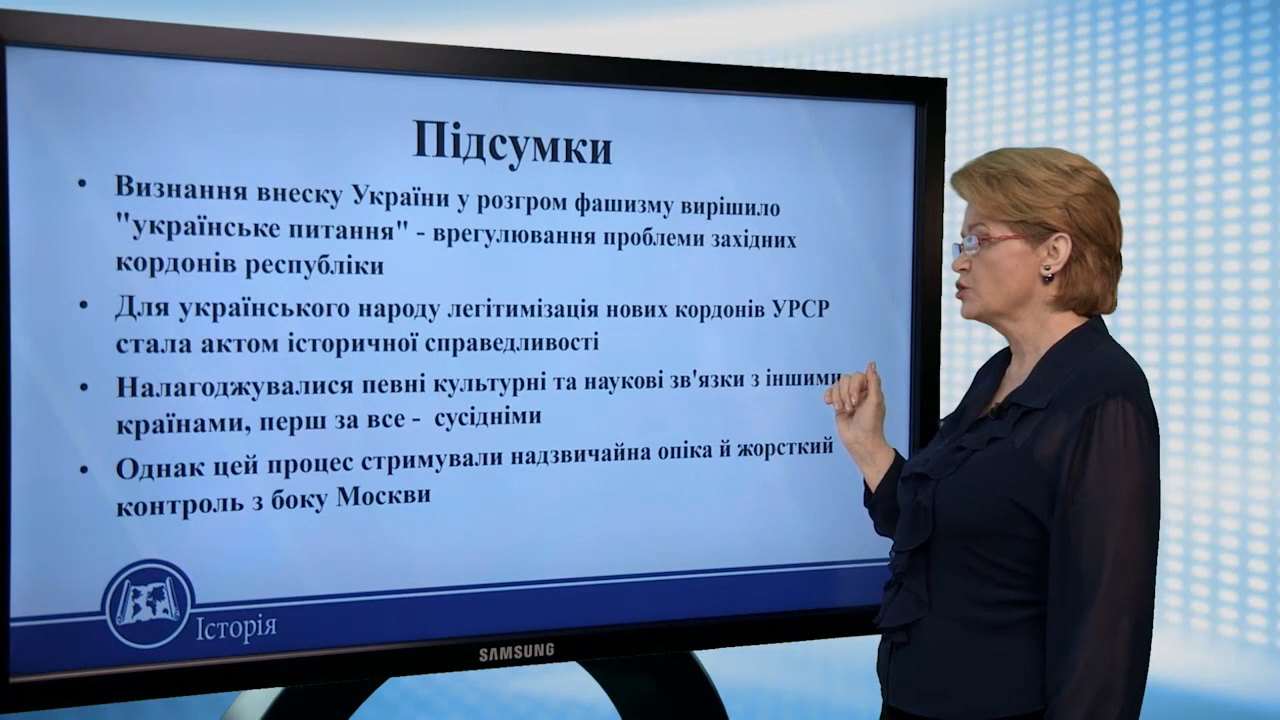 Підсумки
• Визнання внеску України у розгром фашизму вирішило
"українське питання" - врегулювання проблеми західних
кордонів республіки
• Для українського народу легітимізація нових кордонів УРСР
стала актом історичної справедливості
• Налагоджувалися певні культурні та наукові зв'язки з іншими
країнами, перш за все - сусідніми
• Однак цей процес стримували надзвичайна опіка й жорсткий
контроль з боку Москви
Історія
SAMSUNG